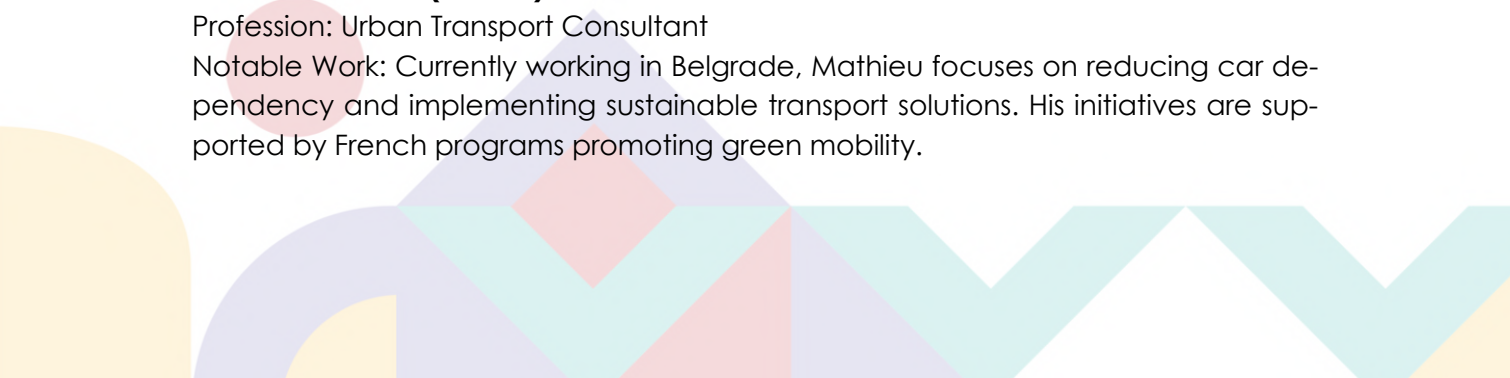 Profession: Urban Transport Consultant
Notable Work: Currently working in Belgrade, Mathieu focuses on reducing car de-
pendency and implementing sustainable transport solutions. His initiatives are sup-
ported by French programs promoting green mobility.